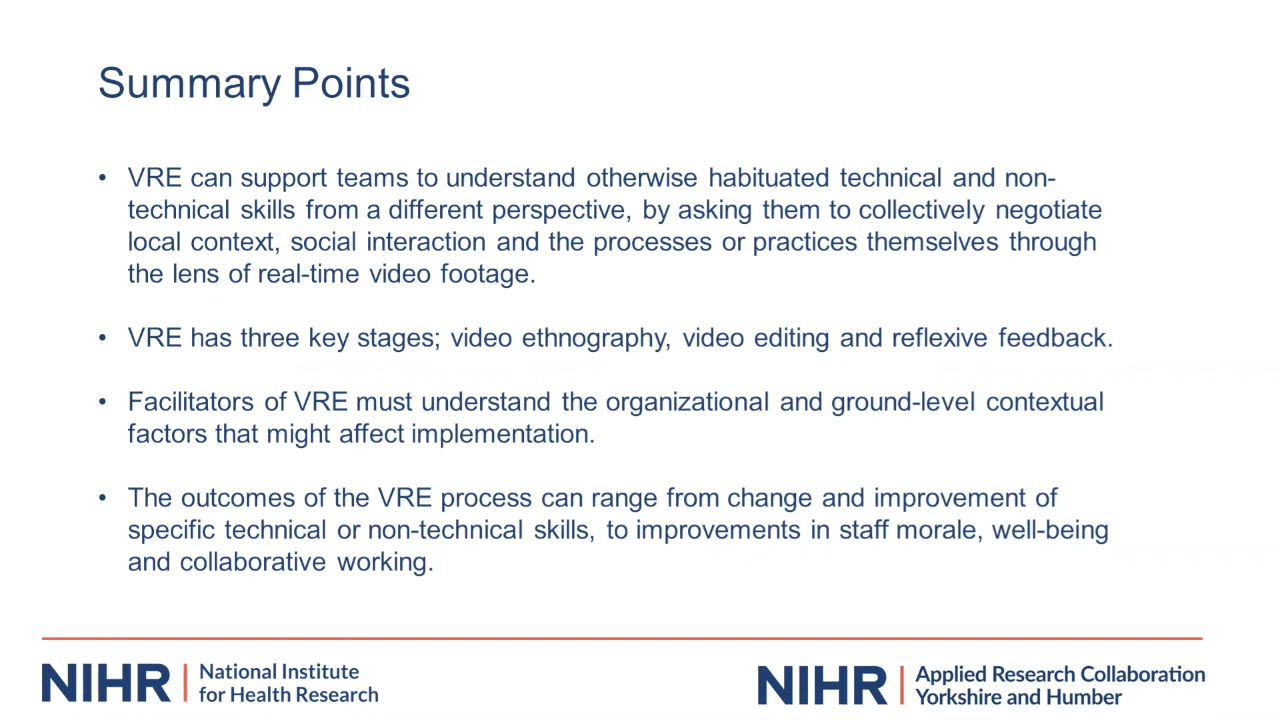 Summary Points
• VRE can support teams to understand otherwise habituated technical and non-
technical skills from a different perspective, by asking them to collectively negotiate
local context, social interaction and the processes or practices themselves through
the lens of real-time video footage.
• VRE has three key stages; video ethnography, video editing and reflexive feedback.
• Facilitators of VRE must understand the organizational and ground-level contextual
factors that might affect implementation.
• The outcomes of the VRE process can range from change and improvement of
specific technical or non-technical skills, to improvements in staff morale, well-being
and collaborative working.
NIHR | National Institute
for Health Research
NIHR | Applied Research Collaboration
Yorkshire and Humber